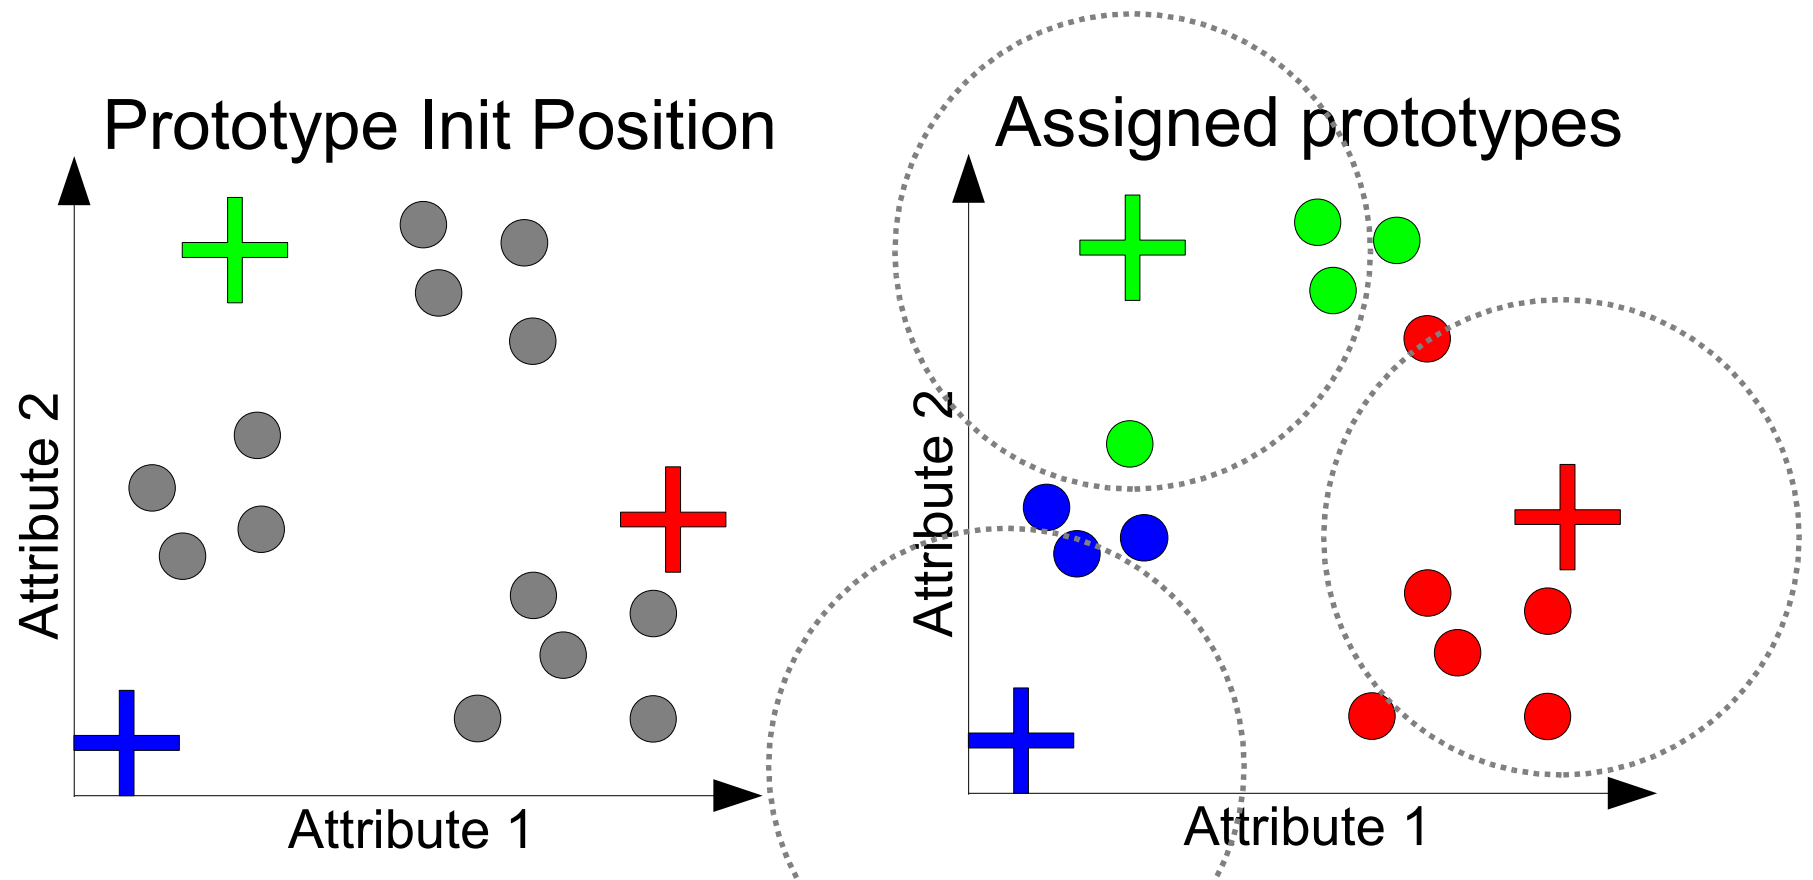 Prototype Init Position
Attribute 2
Attribute 1
Assigned prototypes
Attribute 2
Attribute 1